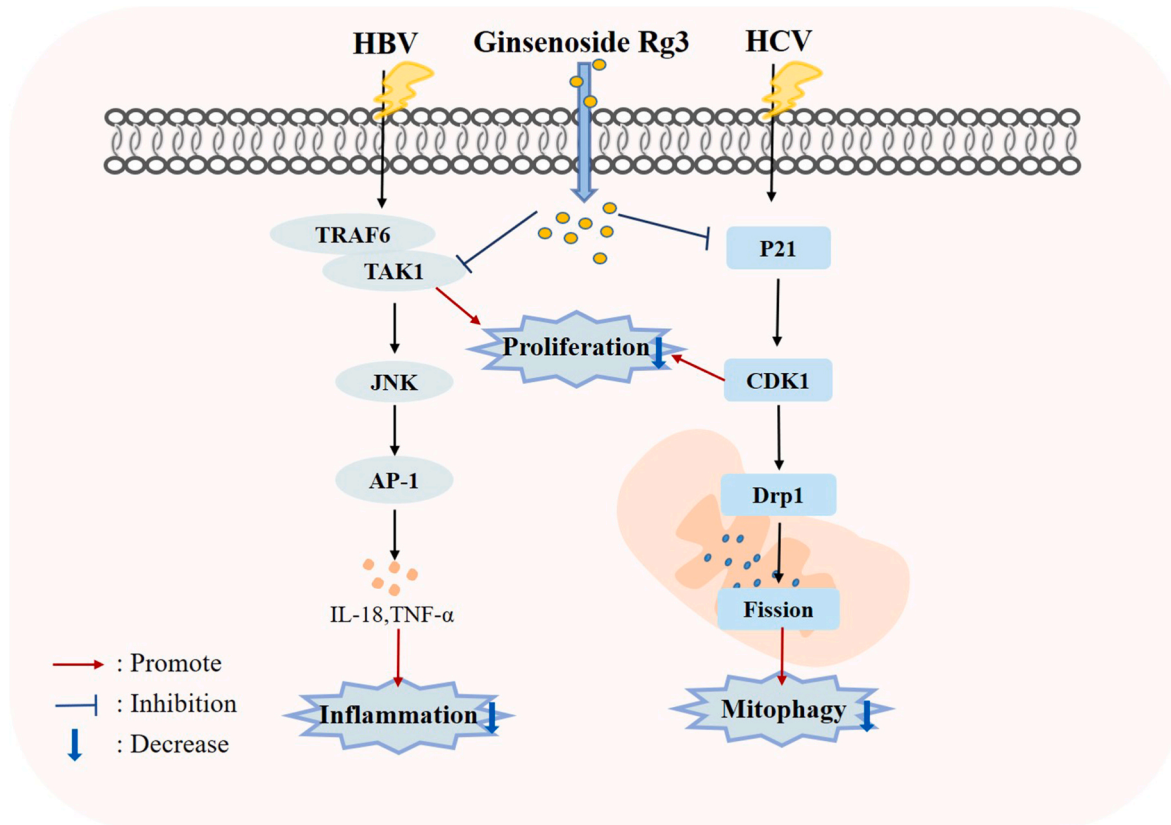 HBV
Ginsenoside Rg3
HCV
TRAF6
TAK1
P21
Proliferation
JNK
CDK1
AP-1
Drp1
IL-18,TNF-α
Fission
Inflammation
Mitophagy
: Promote
: Inhibition
: Decrease